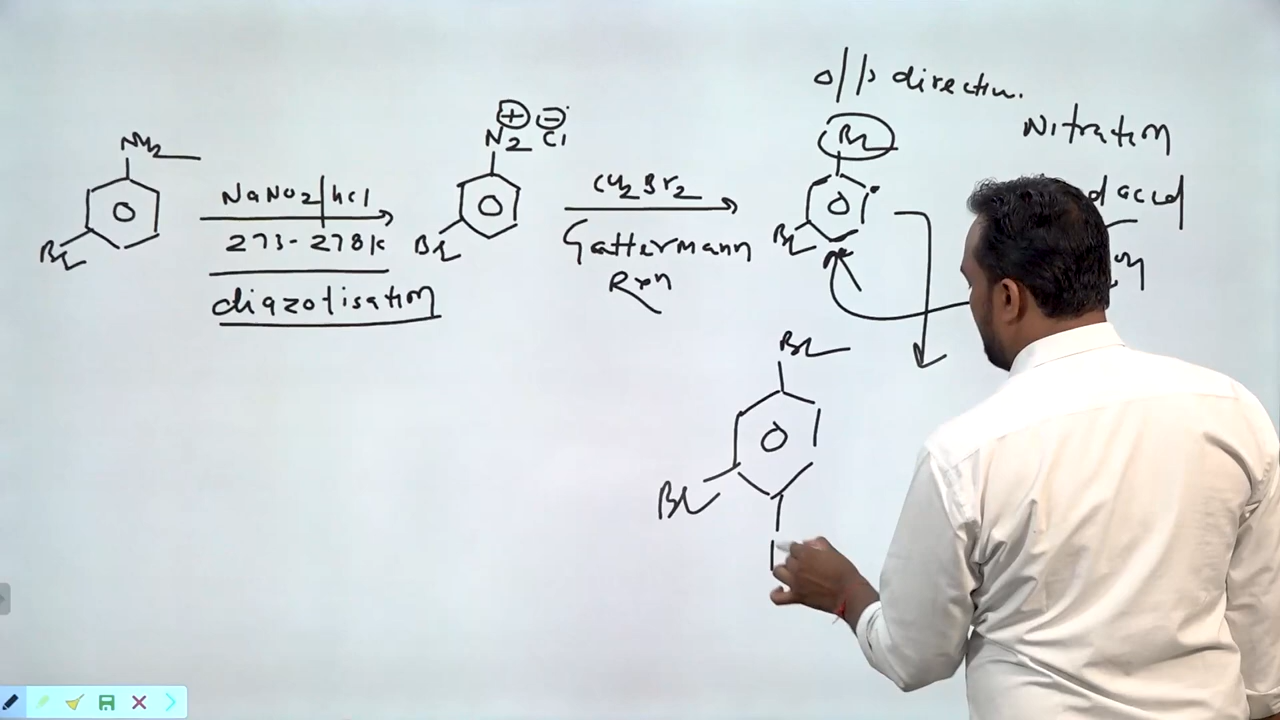 o/p direction.
Nitration
d acid
NH2
Br
NaNO2/HCl
273-278K
diazotisation
N2 + - Cl
Br
Cu2Br2
Gattermann
Rxn
Br
Br
Br
Br